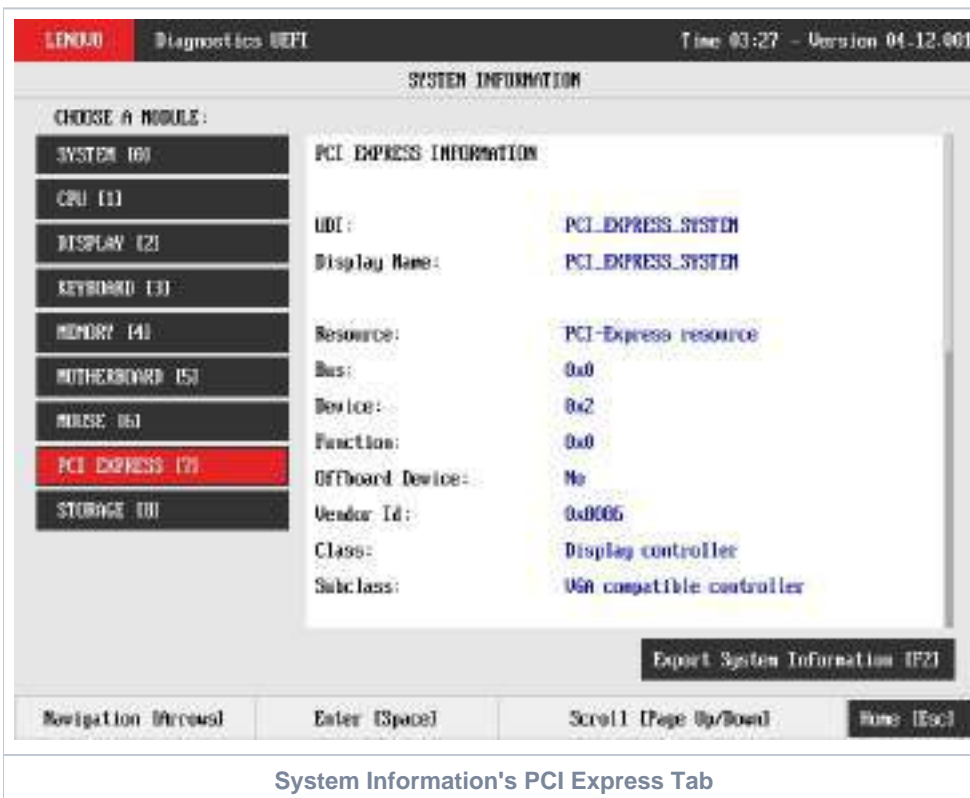 LENOVO Diagnostics UEFI Time 03:27 - Version 04.12.001
SYSTEM INFORMATION
CHOOSE A MODULE:
SYSTEM [0]
CPU [1]
DISPLAY [2]
KEYBOARD [3]
MEMORY [4]
MOTHERBOARD [5]
MOUSE [6]
PCI EXPRESS [7]
STORAGE [8]
PCI EXPRESS INFORMATION
UDI: PCI_EXPRESS_SYSTEM
Display Name: PCI_EXPRESS_SYSTEM
Resource: PCI-Express resource
Bus: 0x0
Device: 0x2
Function: 0x0
Offboard Device: No
Vendor Id: 0x8086
Class: Display controller
Subclass: VGA compatible controller
Export System Information [F2]
Navigation [Arrows] Enter [Space] Scroll [Page Up/Down] Home [Esc]
System Information's PCI Express Tab